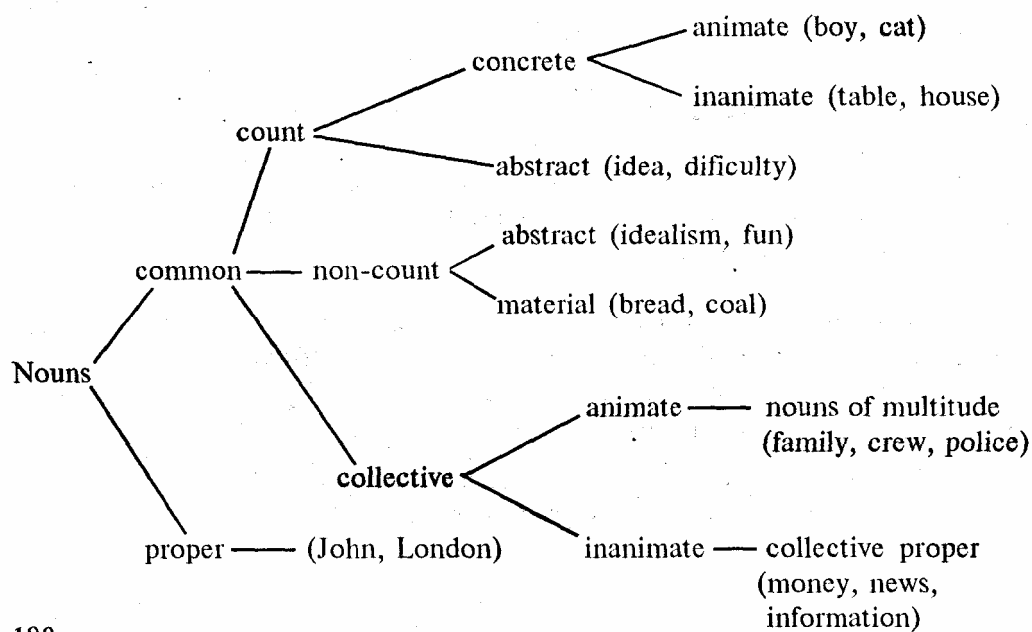 animate (boy, cat)
concrete
inanimate (table, house)
count
abstract (idea, dificulty)
abstract (idealism, fun)
common non-count
material (bread, coal)
Nouns
animate nouns of multitude
(family, crew, police)
collective
proper (John, London)
inanimate collective proper
(money, news,
information)